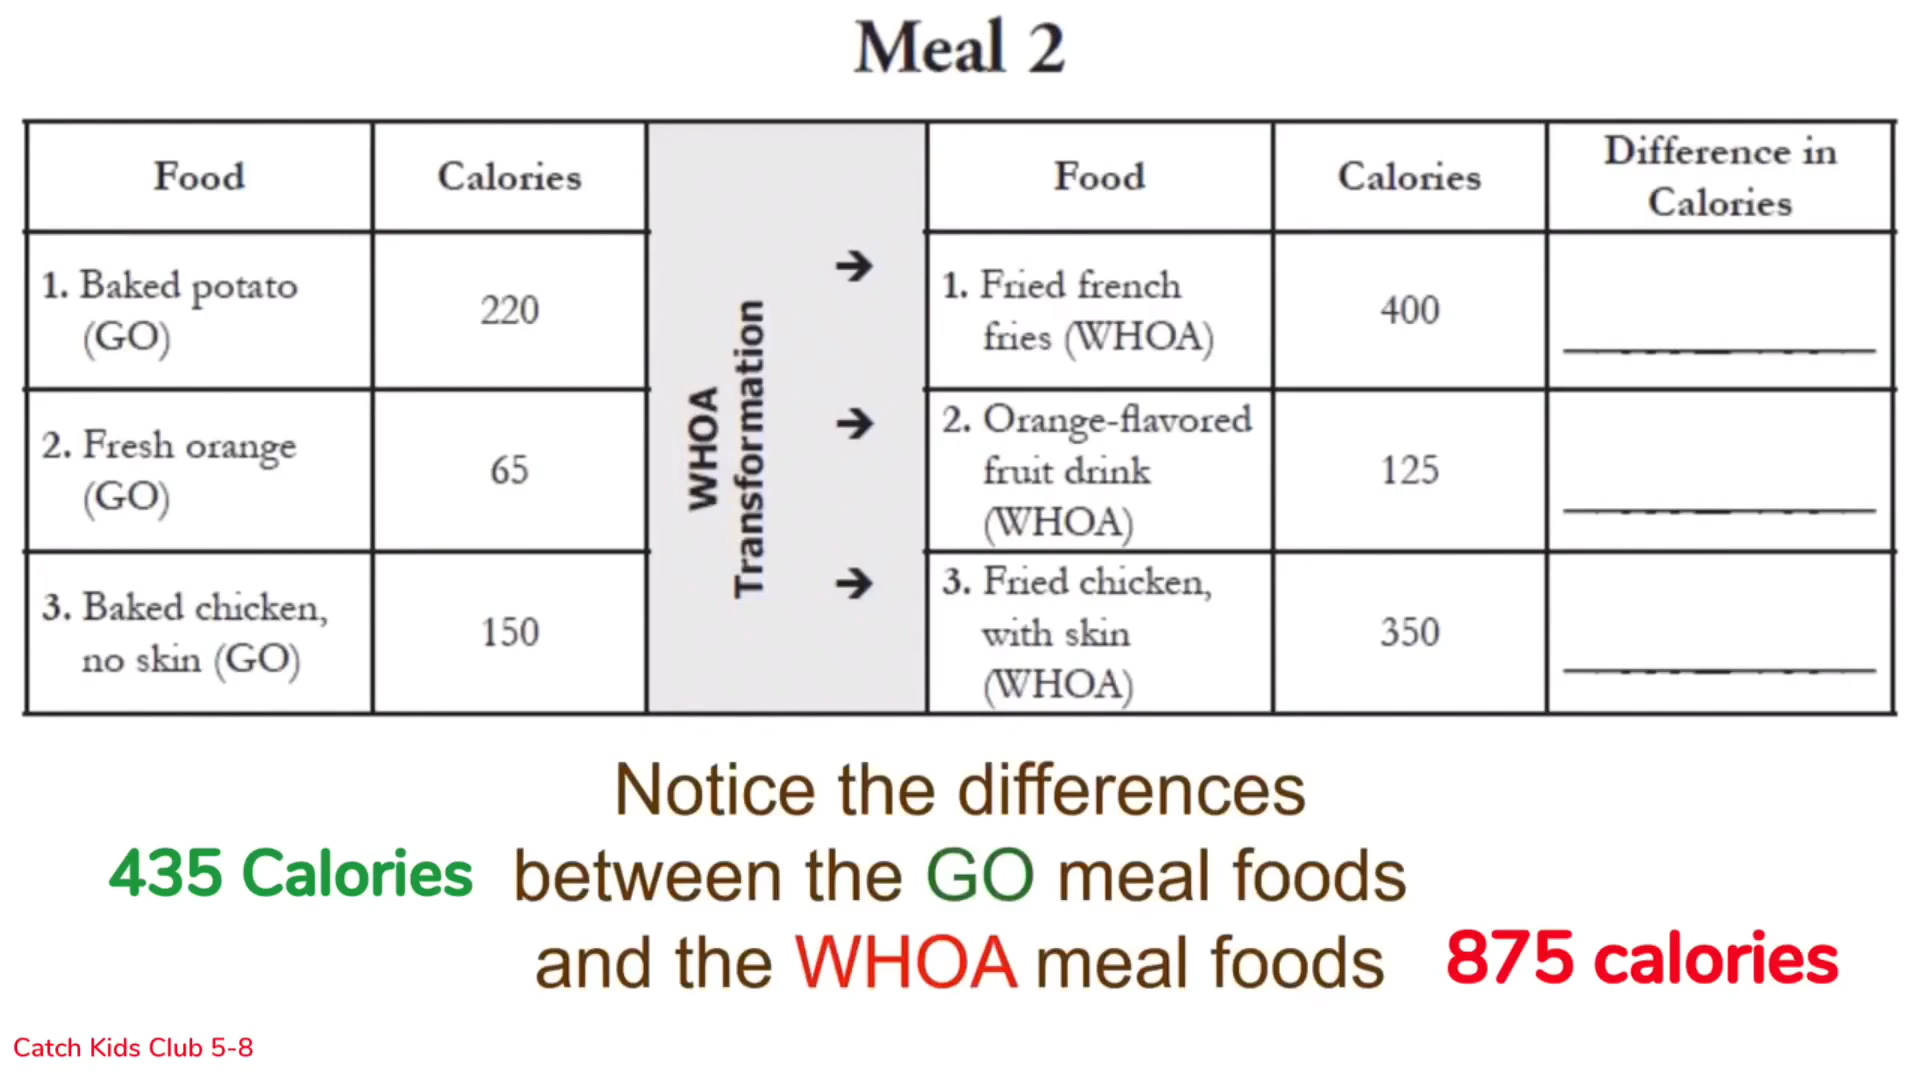 Meal 2
Food
Calories
WHOA
Transformation
Food
Calories
Difference in
Calories
1. Baked potato
(GO)
220
→
1. Fried french
fries (WHOA)
400
2. Fresh orange
(GO)
65
→
2. Orange-flavored
fruit drink
(WHOA)
125
3. Baked chicken,
no skin (GO)
150
→
3. Fried chicken,
with skin
(WHOA)
350
Notice the differences
435 Calories
between the GO meal foods
and the WHOA meal foods
875 calories
Catch Kids Club 5-8